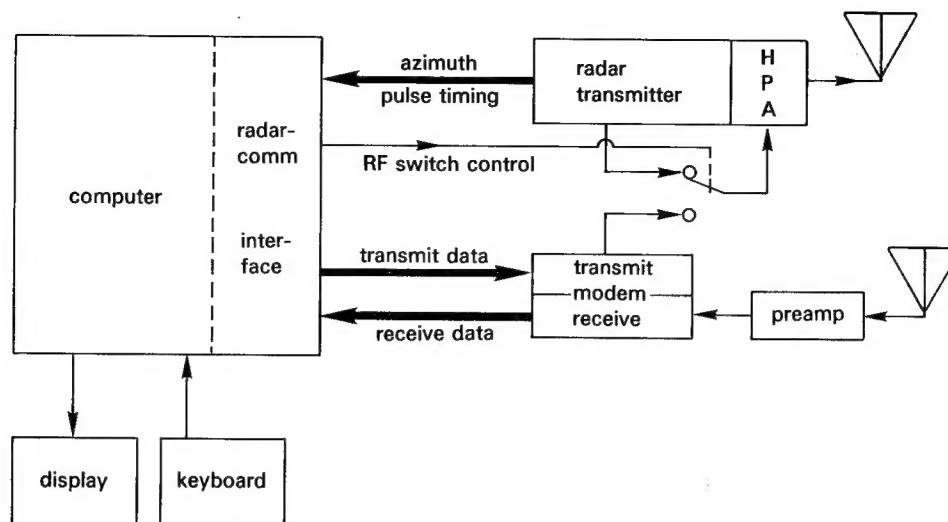 azimuth
pulse timing
radar
transmitter
H
P
A
radar-
comm
RF switch control
computer
inter-
face
transmit data
receive data
transmit
modem
receive
preamp
display
keyboard